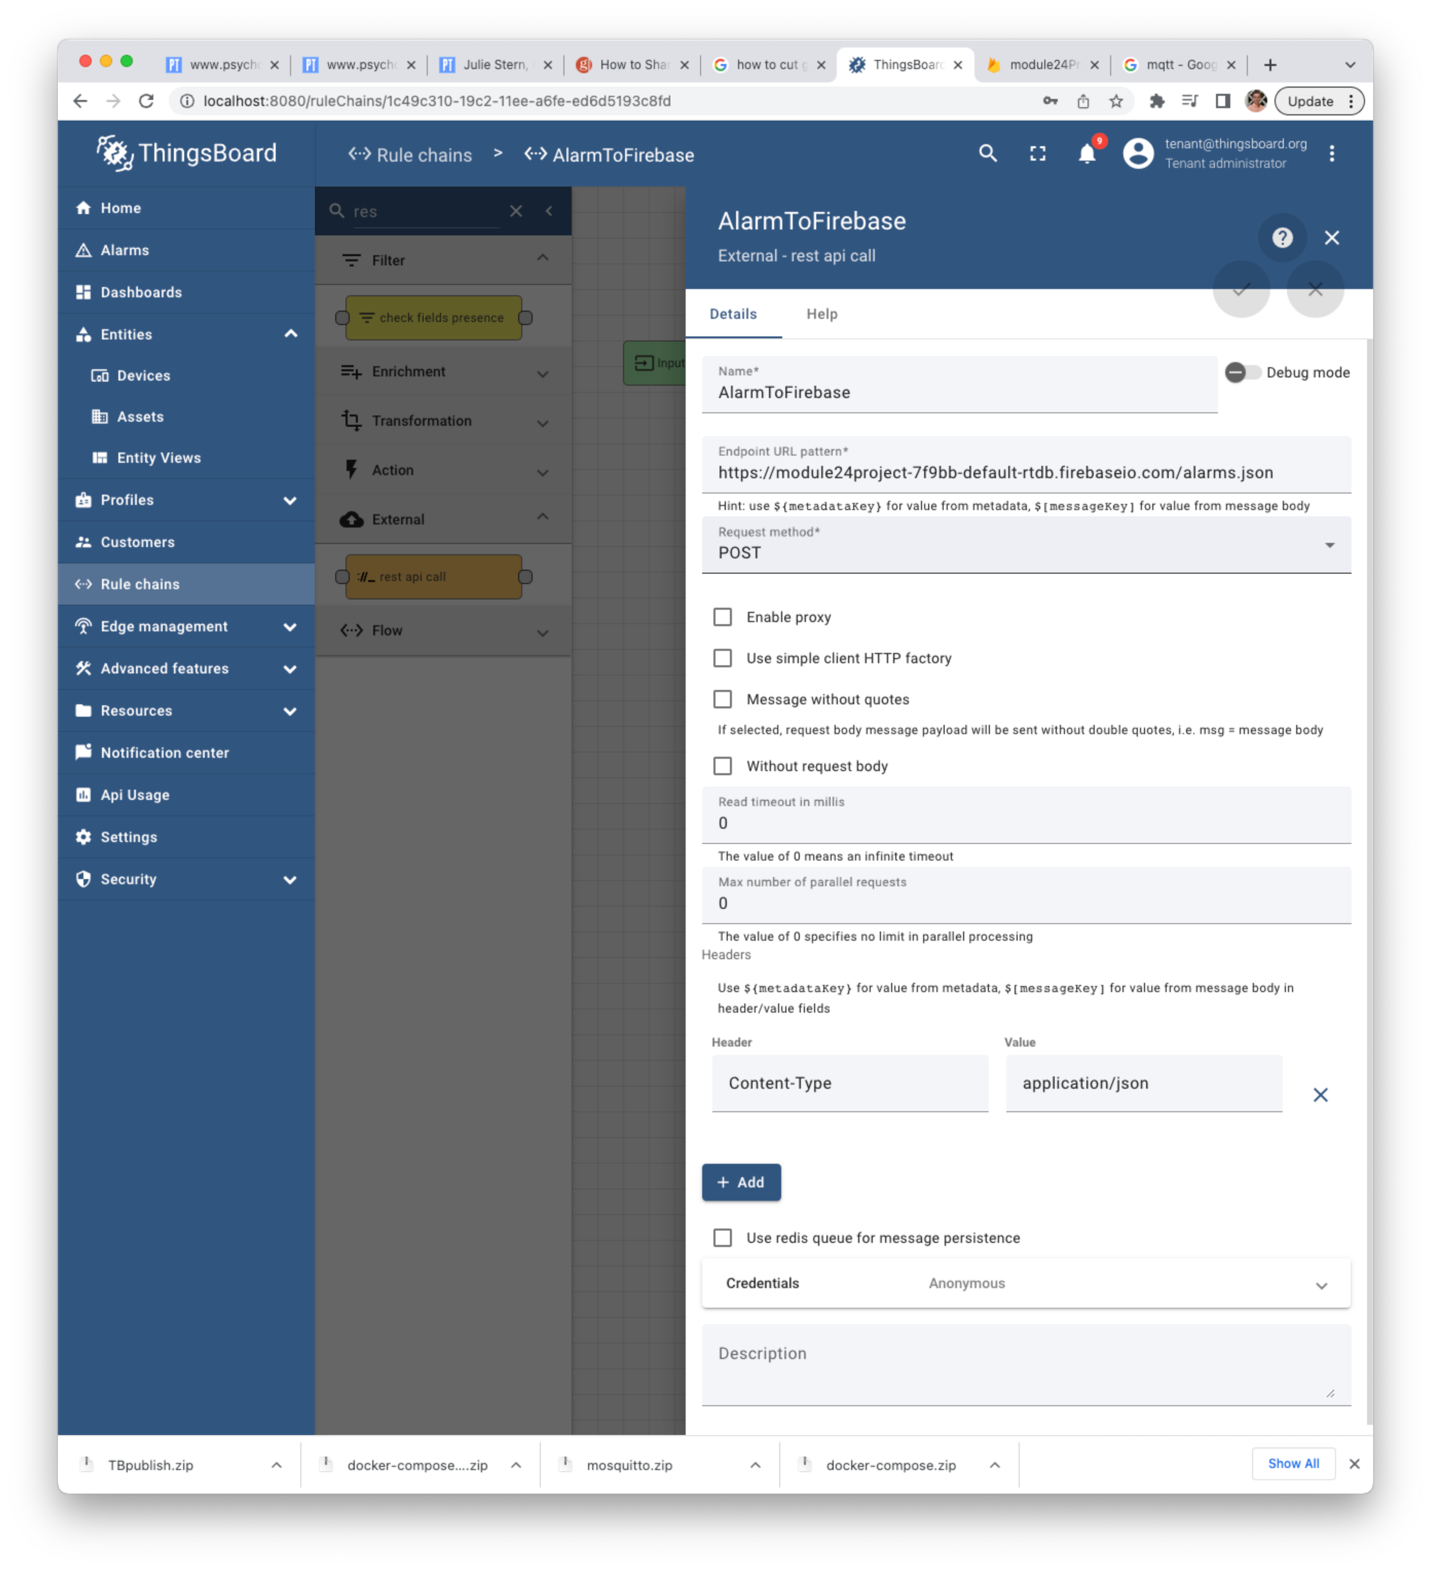 www.psych
www.psych
Julie Stern,
How to Shar
how to cut g
ThingsBoard
module24Pr
mqtt - Goog
localhost:8080/ruleChains/1c49c310-19c2-11ee-a6fe-ed6d5193c8fd
Update
ThingsBoard
Rule chains > AlarmToFirebase
9
tenant@thingsboard.org
Tenant administrator
Home
Alarms
Dashboards
Entities
Devices
Assets
Entity Views
Profiles
Customers
Rule chains
Edge management
Advanced features
Resources
Notification center
Api Usage
Settings
Security
res
Filter
check fields presence
Enrichment
Transformation
Action
External
rest api call
Flow
Input
AlarmToFirebase
External - rest api call
Details
Help
Name*
AlarmToFirebase
Debug mode
Endpoint URL pattern*
https://module24project-7f9bb-default-rtdb.firebaseio.com/alarms.json
Hint: use ${metadataKey} for value from metadata, $[messageKey] for value from message body
Request method*
POST
Enable proxy
Use simple client HTTP factory
Message without quotes
If selected, request body message payload will be sent without double quotes, i.e. msg = message body
Without request body
Read timeout in millis
0
The value of 0 means an infinite timeout
Max number of parallel requests
0
The value of 0 specifies no limit in parallel processing
Headers
Use ${metadataKey} for value from metadata, $[messageKey] for value from message body in
header/value fields
Header
Value
Content-Type
application/json
+ Add
Use redis queue for message persistence
Credentials
Anonymous
Description
TBpublish.zip
docker-compose....zip
mosquitto.zip
docker-compose.zip
Show All